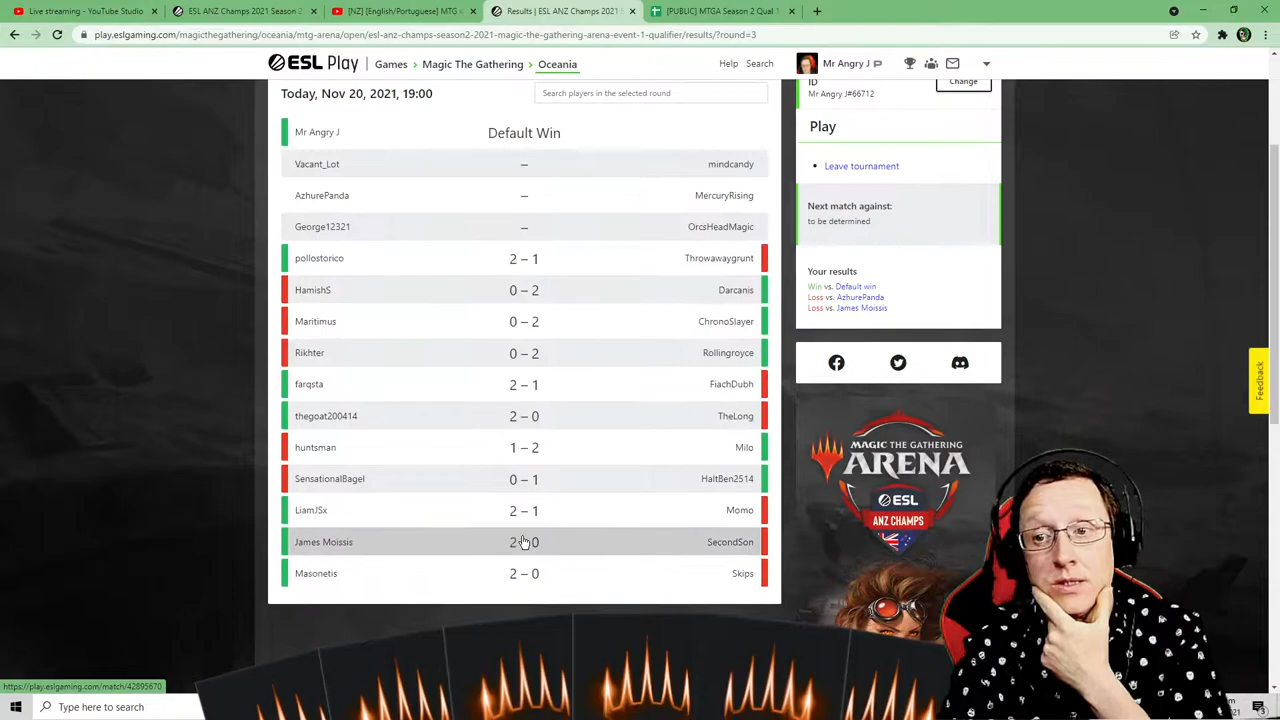 Live streaming - YouTube Studio
ESL ANZ Champs 2021 Season 2
[NZ] [English/Portuguese] MTG
Results | ESL ANZ Champs 2021 S
[PUBLIC] MTGA Season 2 Qual 1
play.eslgaming.com/magicthegathering/oceania/mtg-arena/open/esl-anz-champs-season2-2021-magic-the-gathering-arena-event-1-qualifier/results/?round=3
ESL Play
Games > Magic The Gathering > Oceania
Help Search
Mr Angry J
Today, Nov 20, 2021, 19:00
Search players in the selected round
Mr Angry J Default Win
Vacant_Lot – mindcandy
AzhurePanda – MercuryRising
George12321 – OrcsHeadMagic
pollostorico 2 – 1 Throwawaygrunt
HamishS 0 – 2 Darcanis
Maritimus 0 – 2 ChronoSlayer
Rikhter 0 – 2 Rollingroyce
farqsta 2 – 1 FiachDubh
thegoat200414 2 – 0 TheLong
huntsman 1 – 2 Milo
SensationalBagel 0 – 1 HaltBen2514
LiamJSx 2 – 1 Momo
James Moissis 2 – 0 SecondSon
Masonetis 2 – 0 Skips
ID
Mr Angry J#66712
Change
Play
Leave tournament
Next match against:
to be determined
Your results
Win vs. Default win
Loss vs. AzhurePanda
Loss vs. James Moissis
Feedback
MAGIC THE GATHERING
ARENA
ESL
ANZ CHAMPS
https://play.eslgaming.com/match/42895670
Type here to search